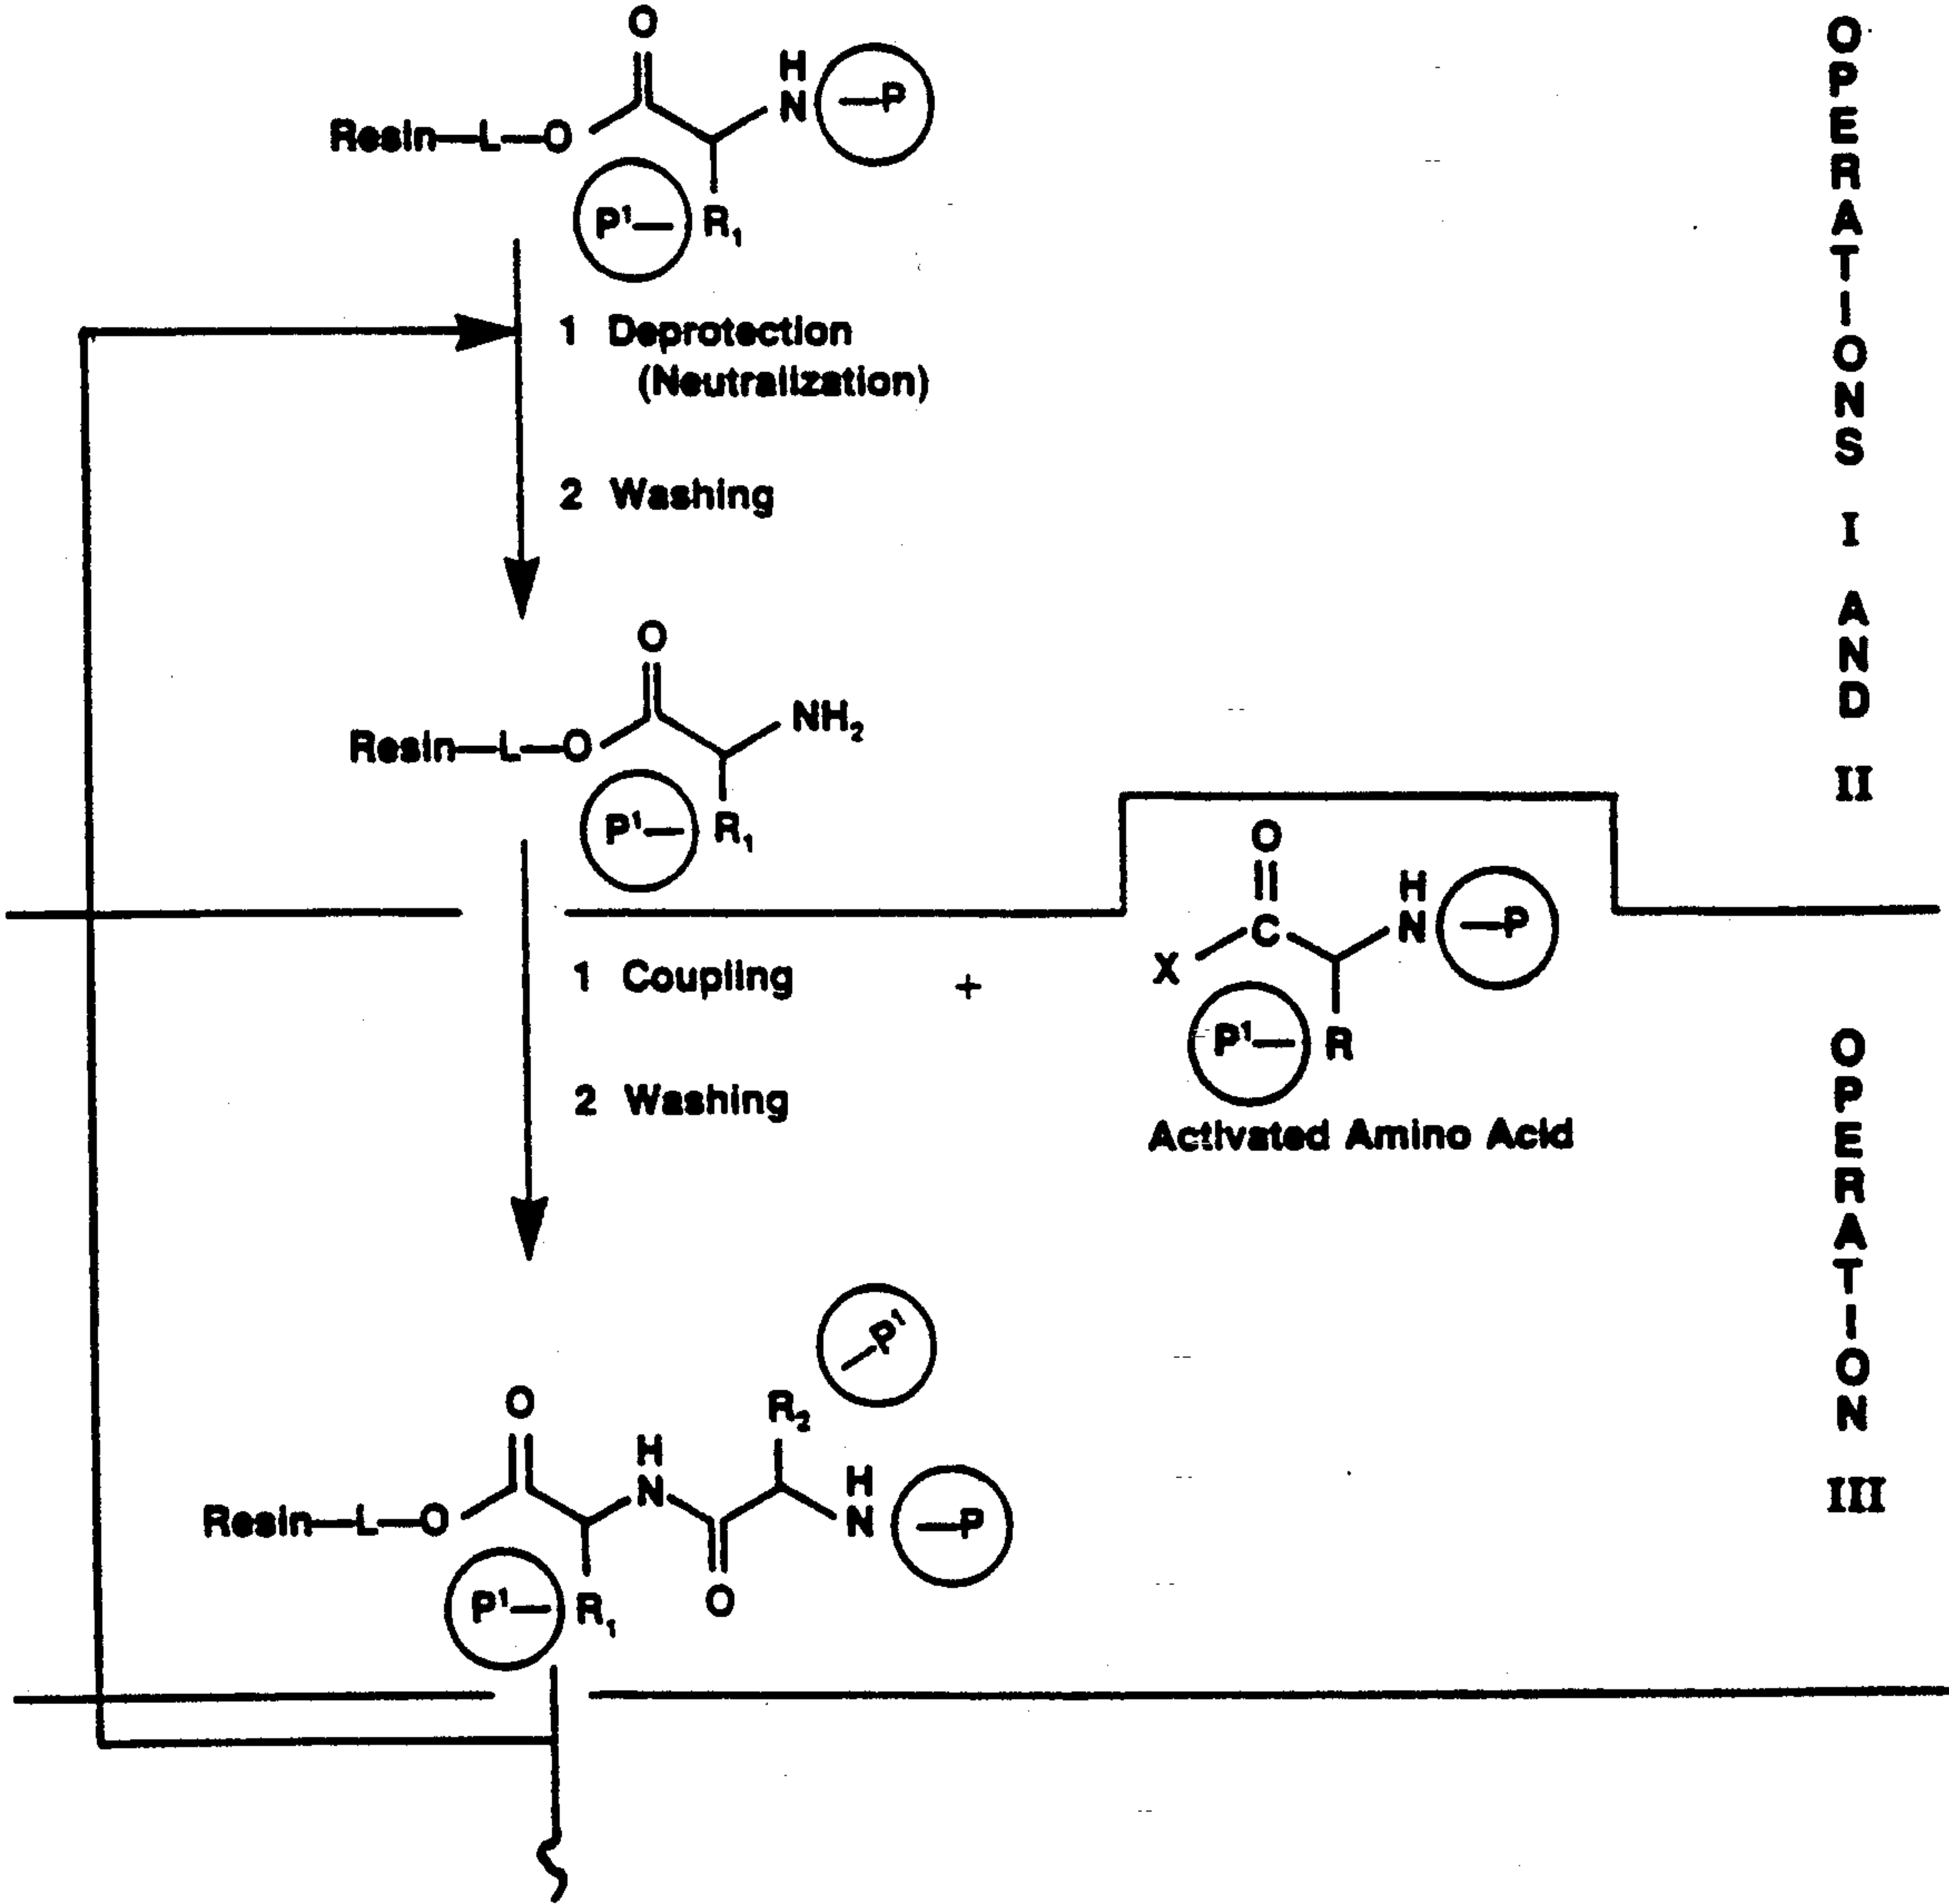 O
H
N —P
Resin—L—O
P¹— R₁
1 Deprotection
(Neutralization)
2 Washing
O
NH₂
Resin—L—O
P¹— R₁
OPERATIONS I AND II
O
H
C N —P
X
1 Coupling +
P¹— R
2 Washing
Activated Amino Acid
—P¹
O R₂
H
N H
N —P
Resin—L—O
P¹— R₁ O
OPERATION III